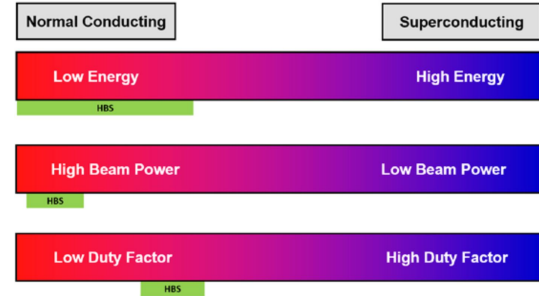 Normal Conducting Superconducting
Low Energy High Energy
HBS
High Beam Power Low Beam Power
HBS
Low Duty Factor High Duty Factor
HBS